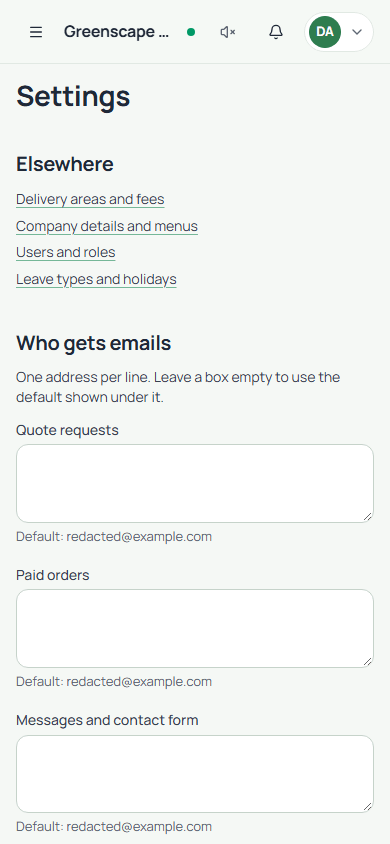 Greenscape ...
DA
Settings
Elsewhere
Delivery areas and fees
Company details and menus
Users and roles
Leave types and holidays
Who gets emails
One address per line. Leave a box empty to use the
default shown under it.
Quote requests
Default: redacted@example.com
Paid orders
Default: redacted@example.com
Messages and contact form
Default: redacted@example.com